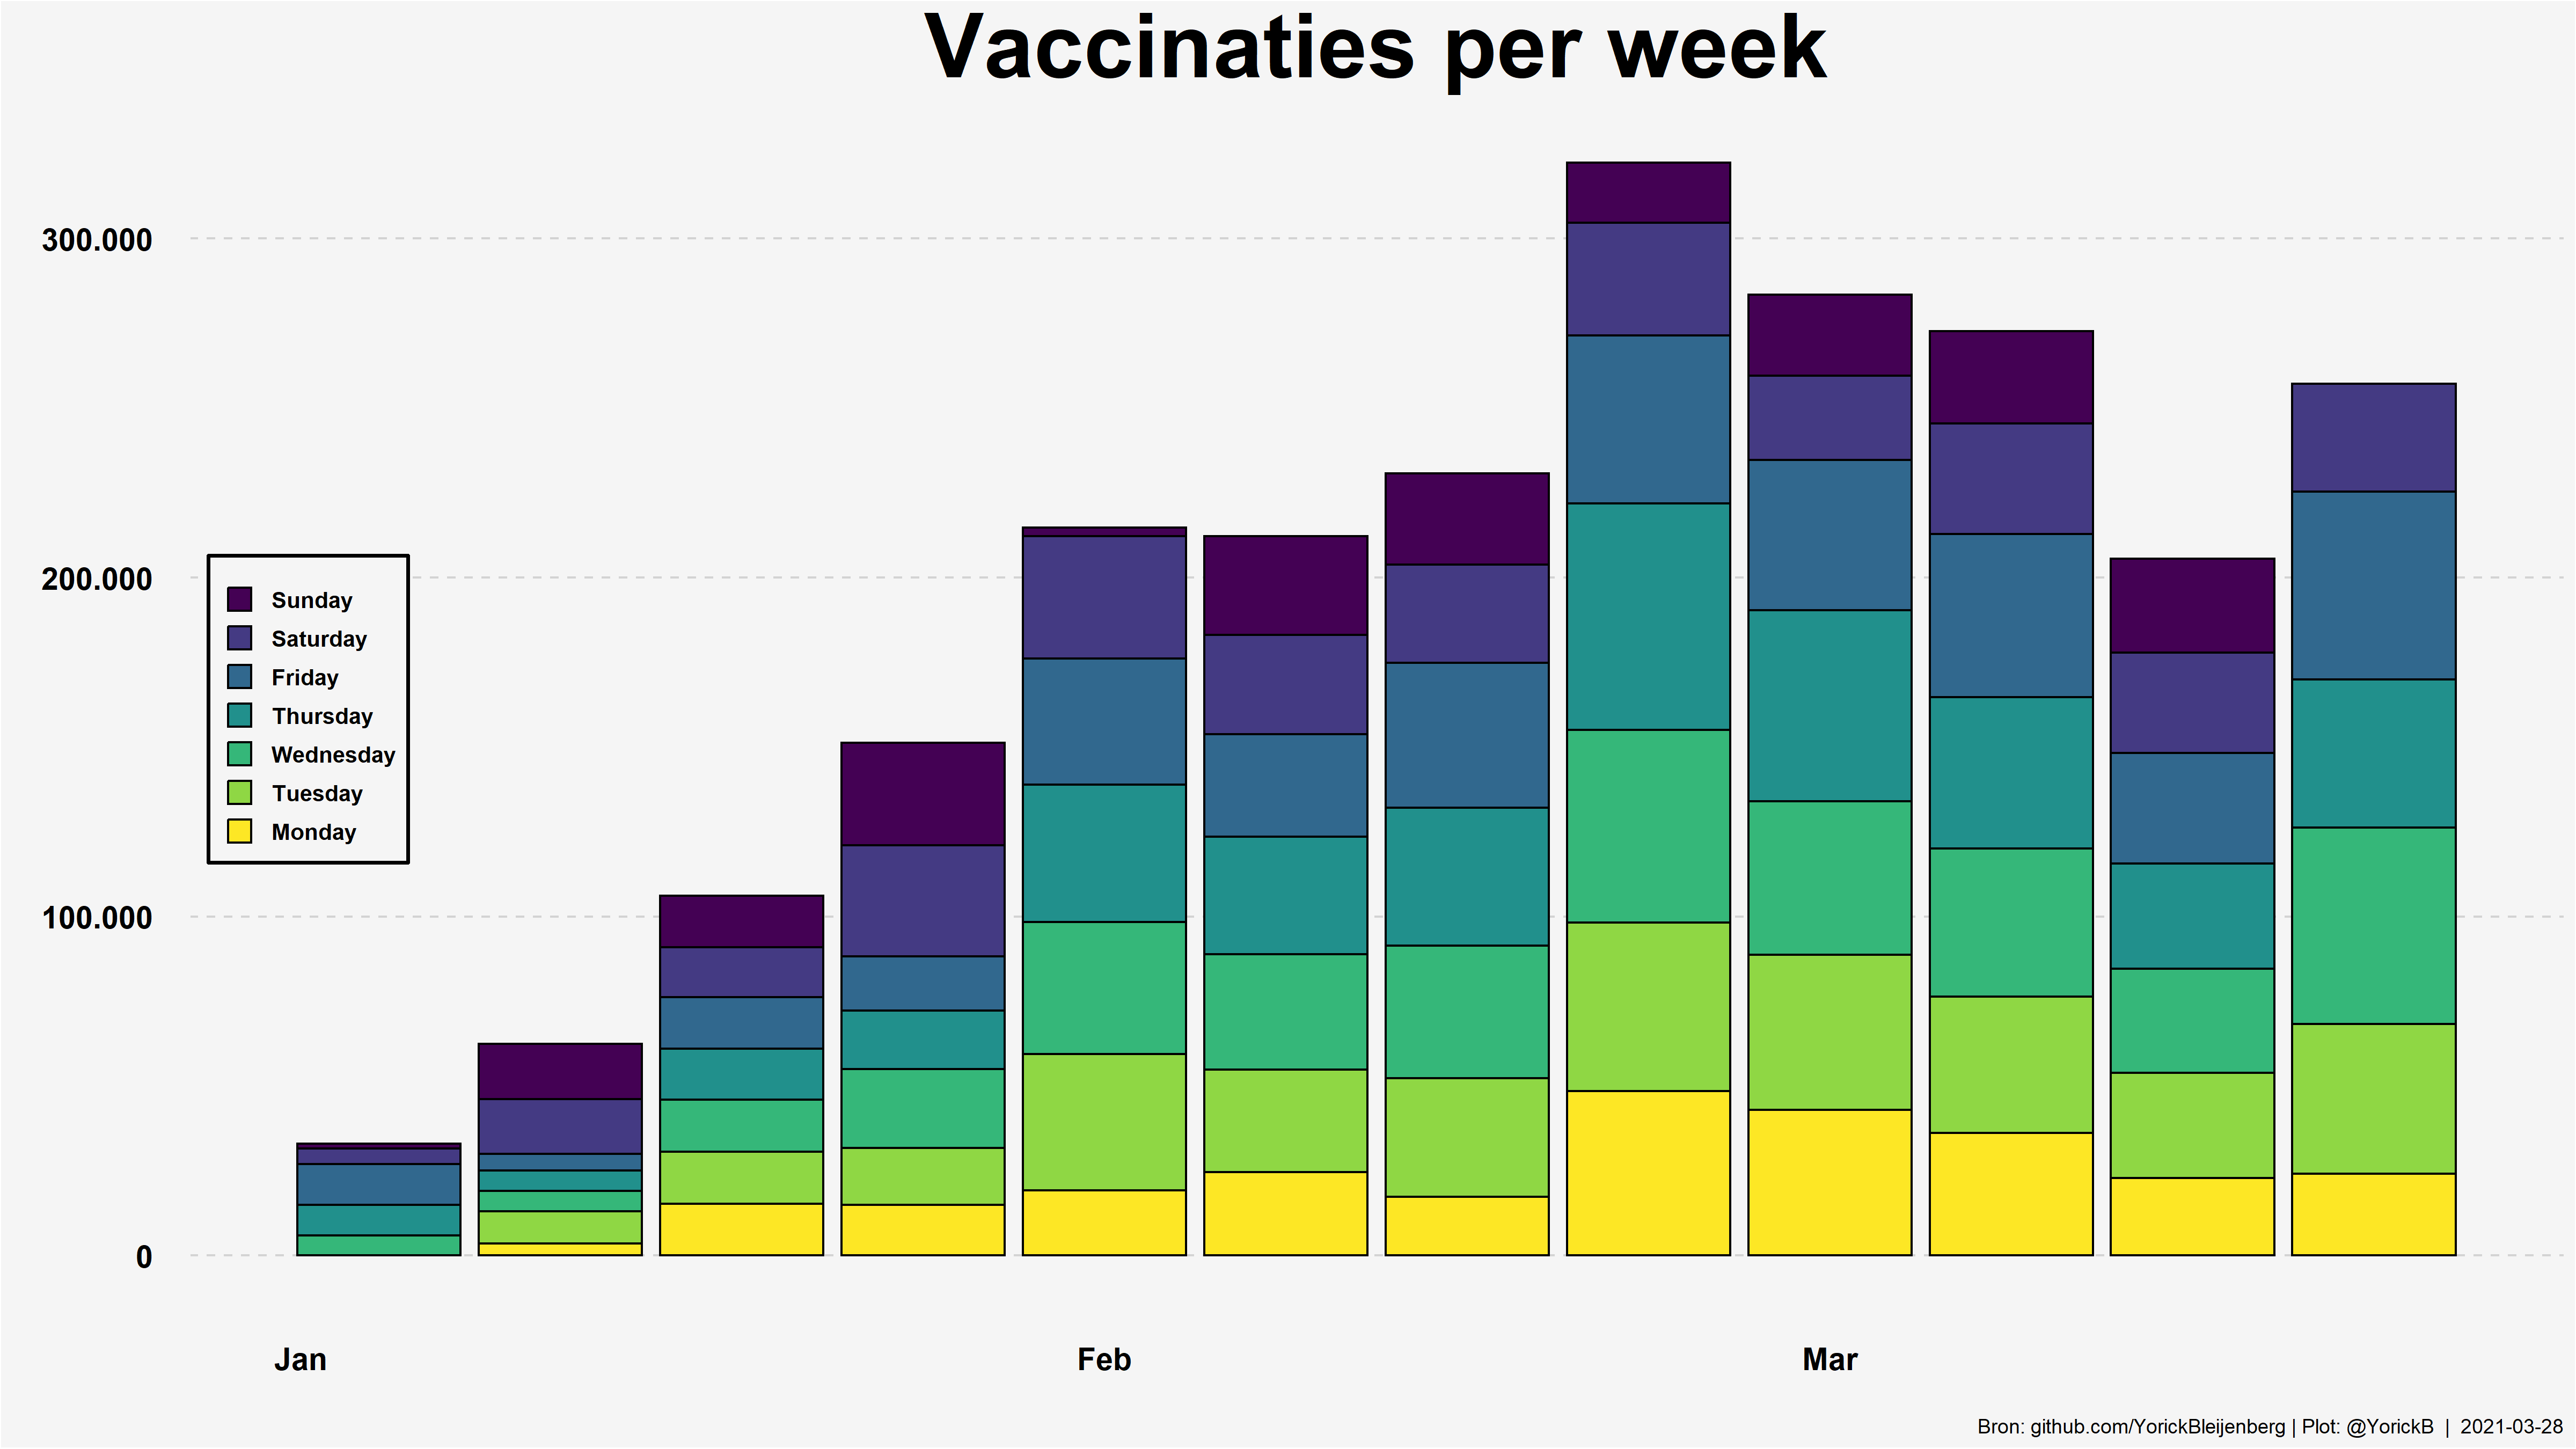 Vaccinaties per week
300.000
200.000
100.000
0
Sunday
Saturday
Friday
Thursday
Wednesday
Tuesday
Monday
Jan Feb Mar
Bron: github.com/YorickBleijenberg | Plot: @YorickB | 2021-03-28